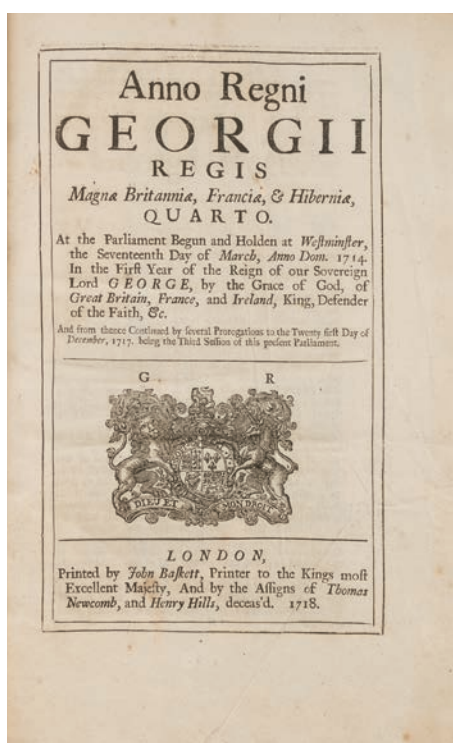 Anno Regni
GEORGII
REGIS
Magnæ Britanniæ, Franciæ, & Hiberniæ,
QUARTO.
At the Parliament Begun and Holden at Weſtminſter,
the Seventeenth Day of March, Anno Dom. 1714.
In the Firſt Year of the Reign of our Sovereign
Lord GEORGE, by the Grace of God, of
Great Britain, France, and Ireland, King, Defender
of the Faith, &c.
And from thence Continued by ſeveral Prorogations to the Twenty firſt Day of
December, 1717. being the Third Seſſion of this preſent Parliament.
G R
DIEU ET MON DROIT
LONDON,
Printed by John Baſkett, Printer to the Kings moſt
Excellent Majeſty, And by the Aſſigns of Thomas
Newcomb, and Henry Hills, deceas'd. 1718.